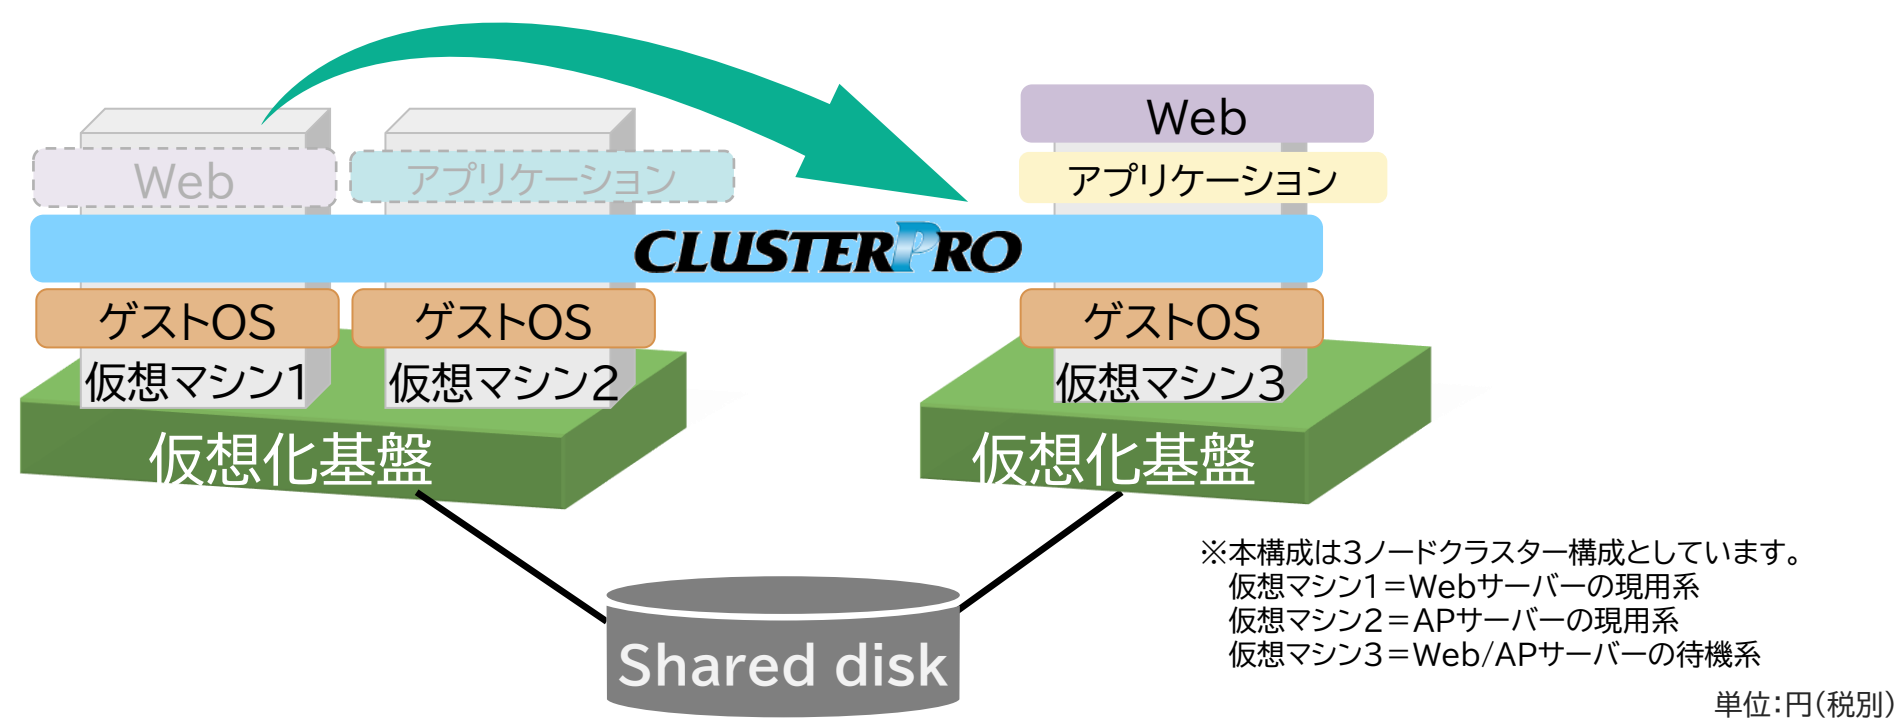 Web
Web
アプリケーション
アプリケーション
CLUSTERPRO
ゲストOS
ゲストOS
ゲストOS
仮想マシン1
仮想マシン2
仮想マシン3
仮想化基盤
仮想化基盤
Shared disk
※本構成は3ノードクラスター構成としています。
仮想マシン1＝Webサーバーの現用系
仮想マシン2＝APサーバーの現用系
仮想マシン3＝Web/APサーバーの待機系
単位：円（税別）